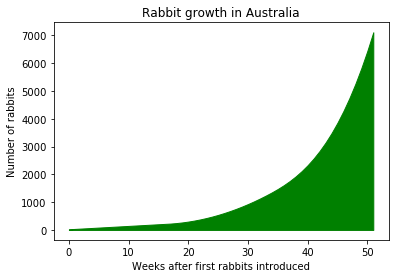 Rabbit growth in Australia
Number of rabbits
7000
6000
5000
4000
3000
2000
1000
0
0 10 20 30 40 50
Weeks after first rabbits introduced